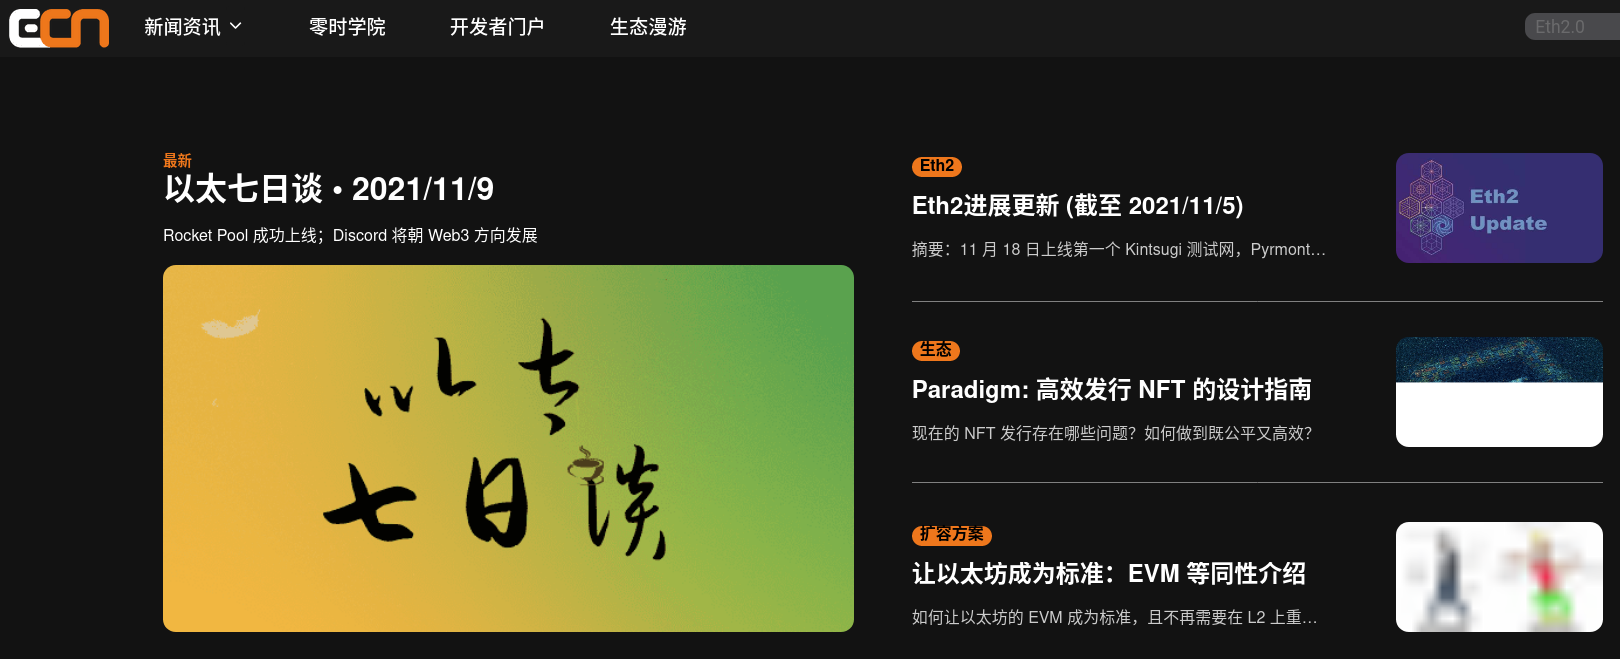 ECN
新闻资讯
零时学院
开发者门户
生态漫游
Eth2.0
最新
以太七日谈 • 2021/11/9
Rocket Pool 成功上线；Discord 将朝 Web3 方向发展
以太
七日谈
Eth2
Eth2进展更新 (截至 2021/11/5)
摘要：11 月 18 日上线第一个 Kintsugi 测试网，Pyrmont…
Eth2
Update
生态
Paradigm: 高效发行 NFT 的设计指南
现在的 NFT 发行存在哪些问题？如何做到既公平又高效？
扩容方案
让以太坊成为标准：EVM 等同性介绍
如何让以太坊的 EVM 成为标准，且不再需要在 L2 上重…